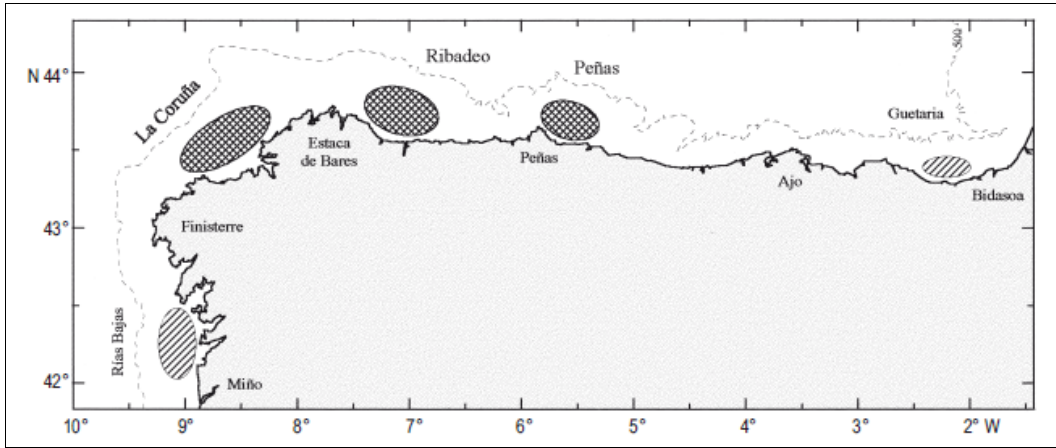 Ribadeo
Peñas
500
N 44°
La Coruña
Guetaria
Estaca
de Bares
Peñas
Ajo
Bidasoa
43°
Finisterre
Rías Bajas
42°
Miño
10°
9°
8°
7°
6°
5°
4°
3°
2° W